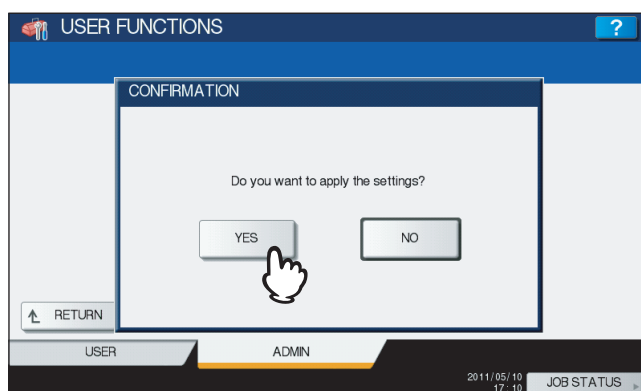 USER FUNCTIONS
?
CONFIRMATION
Do you want to apply the settings?
YES
NO
RETURN
USER
ADMIN
2011/05/10
17:10
JOB STATUS